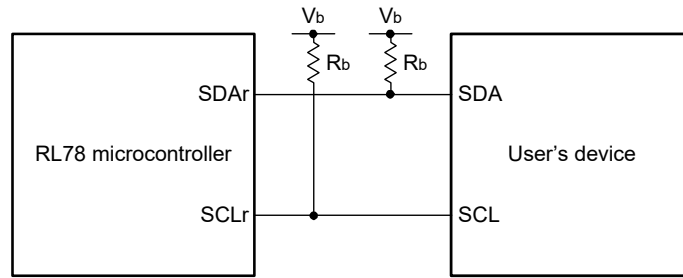 Vb Vb
Rb Rb
SDAr SDA
RL78 microcontroller User’s device
SCLr SCL